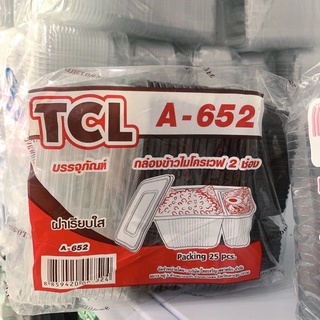 TCL
A-652
บรรจุภัณฑ์
กล่องข้าวไมโครเวฟ 2 ช่อง
ฝาเรียบใส
A-652
Packing 25 pcs.